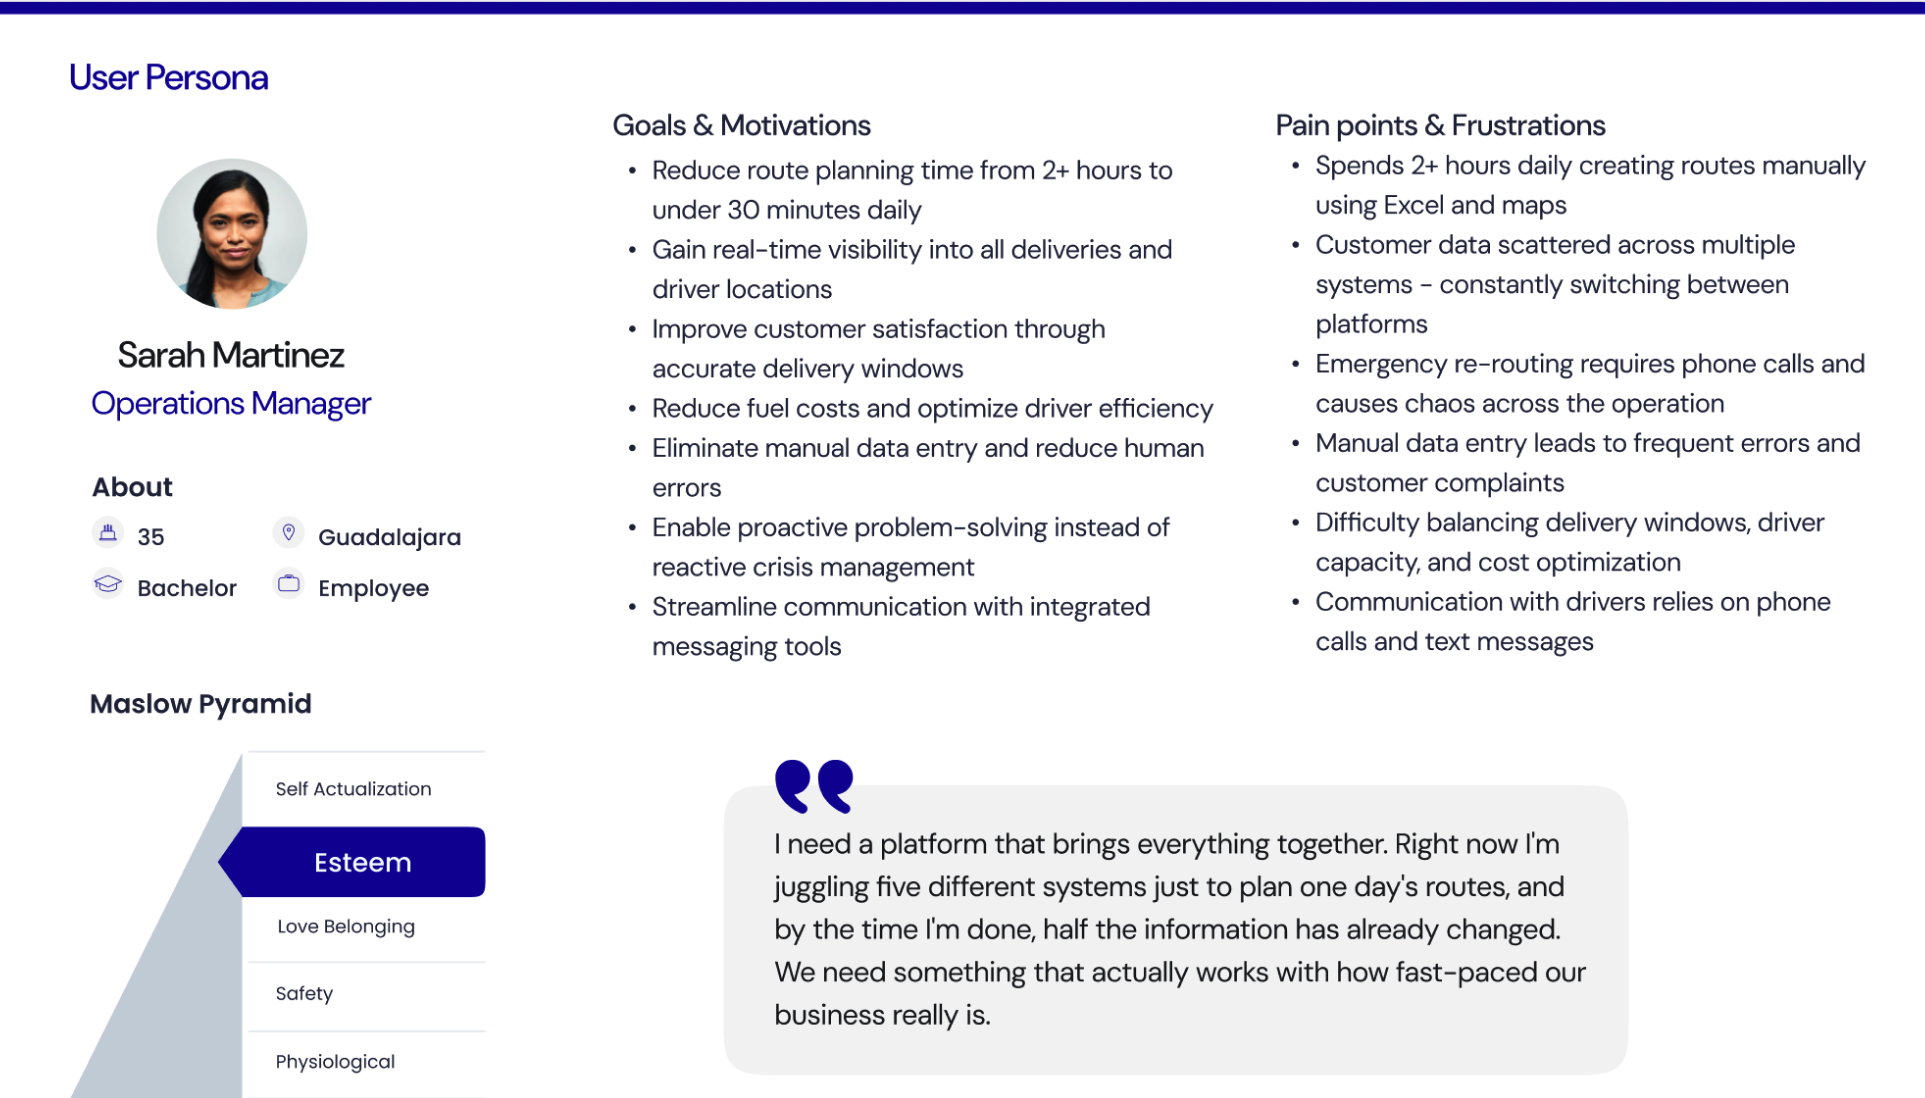 User Persona
Sarah Martinez
Operations Manager
About
35
Guadalajara
Bachelor
Employee
Maslow Pyramid
Self Actualization
Esteem
Love Belonging
Safety
Physiological
Goals & Motivations
• Reduce route planning time from 2+ hours to
under 30 minutes daily
• Gain real-time visibility into all deliveries and
driver locations
• Improve customer satisfaction through
accurate delivery windows
• Reduce fuel costs and optimize driver efficiency
• Eliminate manual data entry and reduce human
errors
• Enable proactive problem-solving instead of
reactive crisis management
• Streamline communication with integrated
messaging tools
Pain points & Frustrations
• Spends 2+ hours daily creating routes manually
using Excel and maps
• Customer data scattered across multiple
systems - constantly switching between
platforms
• Emergency re-routing requires phone calls and
causes chaos across the operation
• Manual data entry leads to frequent errors and
customer complaints
• Difficulty balancing delivery windows, driver
capacity, and cost optimization
• Communication with drivers relies on phone
calls and text messages
I need a platform that brings everything together. Right now I'm
juggling five different systems just to plan one day's routes, and
by the time I'm done, half the information has already changed.
We need something that actually works with how fast-paced our
business really is.